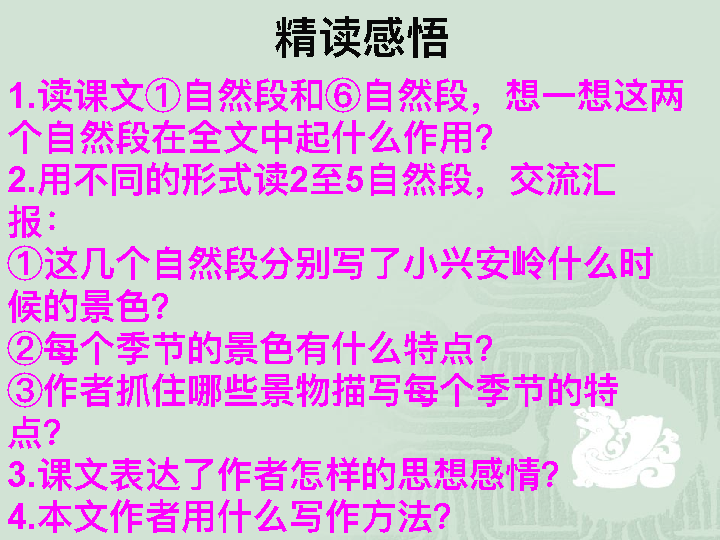 精读感悟
1.读课文①自然段和⑥自然段，想一想这两
个自然段在全文中起什么作用？
2.用不同的形式读2至5自然段，交流汇
报：
①这几个自然段分别写了小兴安岭什么时
候的景色？
②每个季节的景色有什么特点？
③作者抓住哪些景物描写每个季节的特
点？
3.课文表达了作者怎样的思想感情？
4.本文作者用什么写作方法？